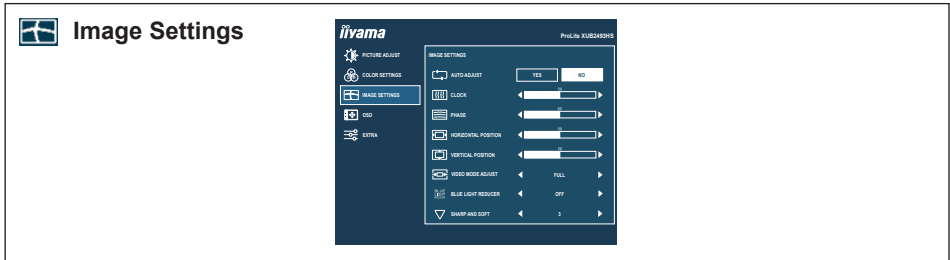 Image Settings
iiyama
ProLite XUB2493HS
PICTURE ADJUST
COLOR SETTINGS
IMAGE SETTINGS
OSD
EXTRA
IMAGE SETTINGS
AUTO ADJUST YES NO
CLOCK
PHASE
HORIZONTAL POSITION
VERTICAL POSITION
VIDEO MODE ADJUST FULL
BLUE LIGHT REDUCER OFF
SHARP AND SOFT 3